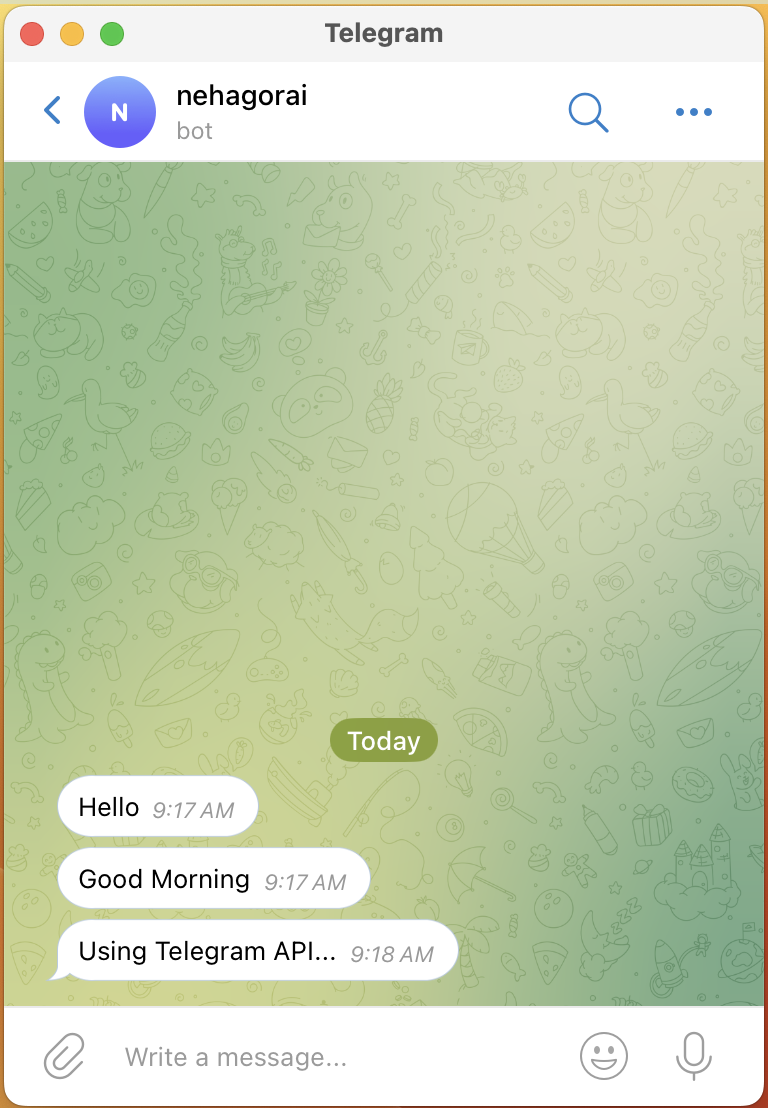 Telegram
N
nehagorai
bot
Today
Hello 9:17 AM
Good Morning 9:17 AM
Using Telegram API... 9:18 AM
Write a message...